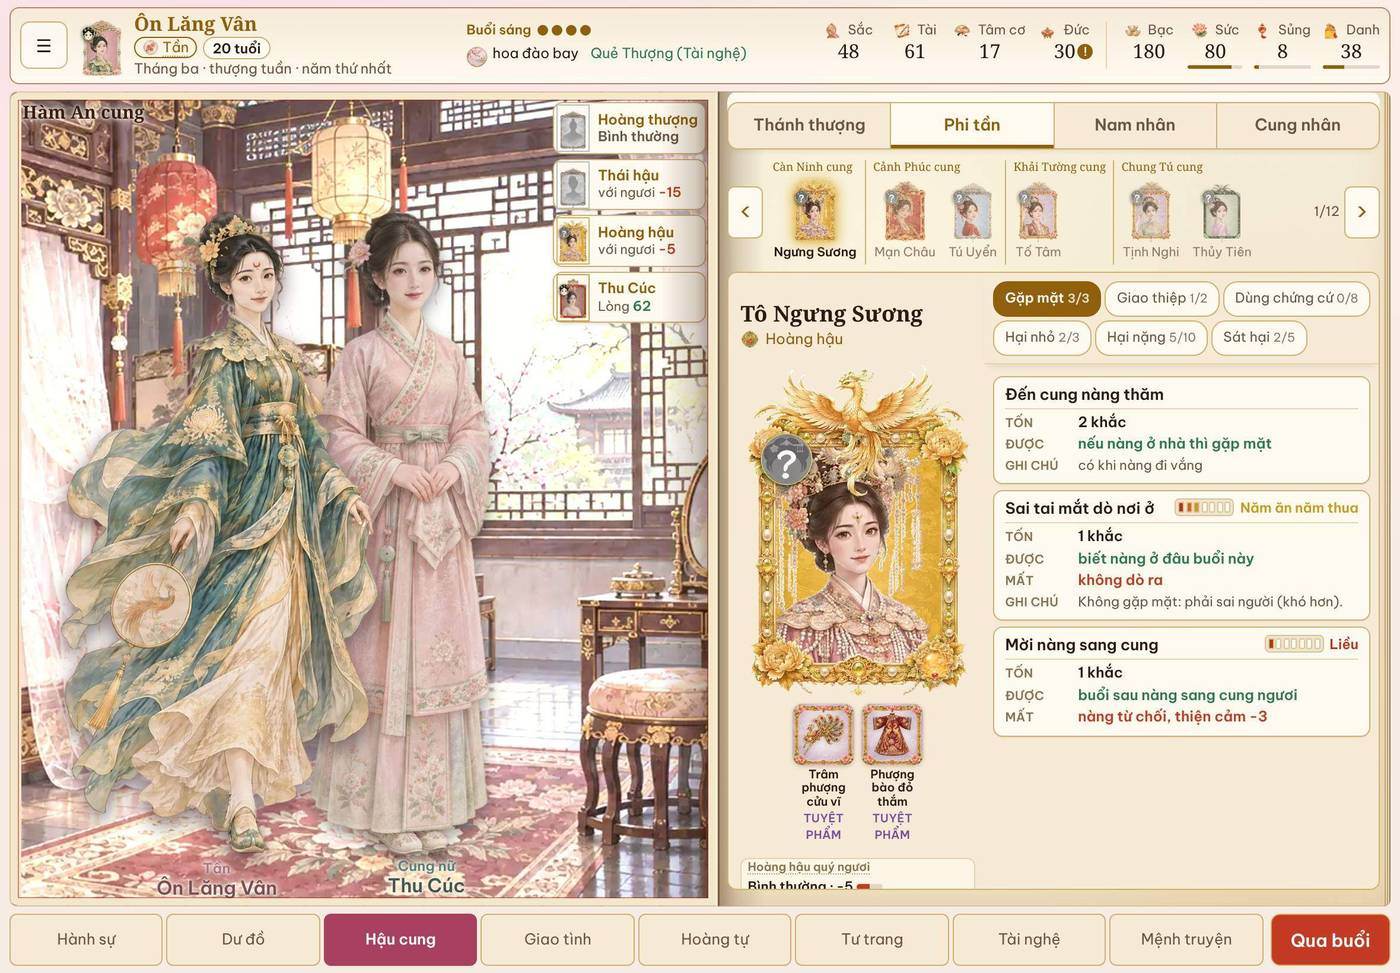 ☰
Ôn Lăng Vân
Tần
20 tuổi
Tháng ba · thượng tuần · năm thứ nhất
Buổi sáng
hoa đào bay
Quẻ Thượng (Tài nghệ)
Sắc
48
Tài
61
Tâm cơ
17
Đức
30
!
Bạc
180
Sức
80
Sủng
8
Danh
38
Hàm An cung
Hoàng thượng
Bình thường
Thái hậu
với ngươi -15
Hoàng hậu
với ngươi -5
Thu Cúc
Lòng 62
Tần
Ôn Lăng Vân
Cung nữ
Thu Cúc
Thánh thượng
Phi tần
Nam nhân
Cung nhân
Càn Ninh cung
Cảnh Phúc cung
Khải Tường cung
Chung Tú cung
‹
?
?
?
?
?
?
1/12
›
Ngưng Sương
Mạn Châu
Tú Uyển
Tố Tâm
Tịnh Nghi
Thủy Tiên
Tô Ngưng Sương
Hoàng hậu
?
Trâm phượng cửu vĩ
TUYỆT PHẨM
Phượng bào đỏ thắm
TUYỆT PHẨM
Hoàng hậu quý ngươi
Bình thường · -5
Gặp mặt 3/3
Giao thiệp 1/2
Dùng chứng cứ 0/8
Hại nhỏ 2/3
Hại nặng 5/10
Sát hại 2/5
Đến cung nàng thăm
TỐN 2 khắc
ĐƯỢC nếu nàng ở nhà thì gặp mặt
GHI CHÚ có khi nàng đi vắng
Sai tai mắt dò nơi ở
Năm ăn năm thua
TỐN 1 khắc
ĐƯỢC biết nàng ở đâu buổi này
MẤT không dò ra
GHI CHÚ Không gặp mặt: phải sai người (khó hơn).
Mời nàng sang cung
Liều
TỐN 1 khắc
ĐƯỢC buổi sau nàng sang cung ngươi
MẤT nàng từ chối, thiện cảm -3
Hành sự
Dư đồ
Hậu cung
Giao tình
Hoàng tự
Tư trang
Tài nghệ
Mệnh truyện
Qua buổi